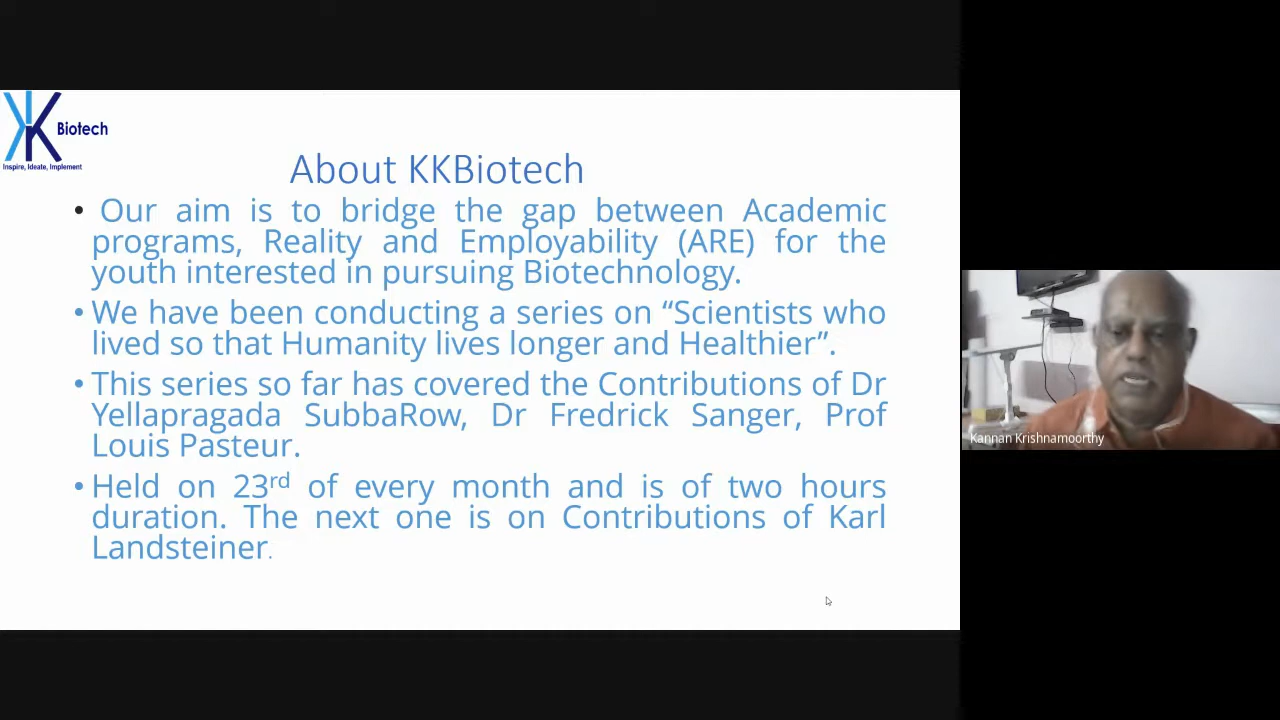 Biotech
Inspire, Ideate, Implement
About KKBiotech
• Our aim is to bridge the gap between Academic
programs, Reality and Employability (ARE) for the
youth interested in pursuing Biotechnology.
• We have been conducting a series on “Scientists who
lived so that Humanity lives longer and Healthier”.
• This series so far has covered the Contributions of Dr
Yellapragada SubbaRow, Dr Fredrick Sanger, Prof
Louis Pasteur.
• Held on 23rd of every month and is of two hours
duration. The next one is on Contributions of Karl
Landsteiner.
Kannan Krishnamoorthy